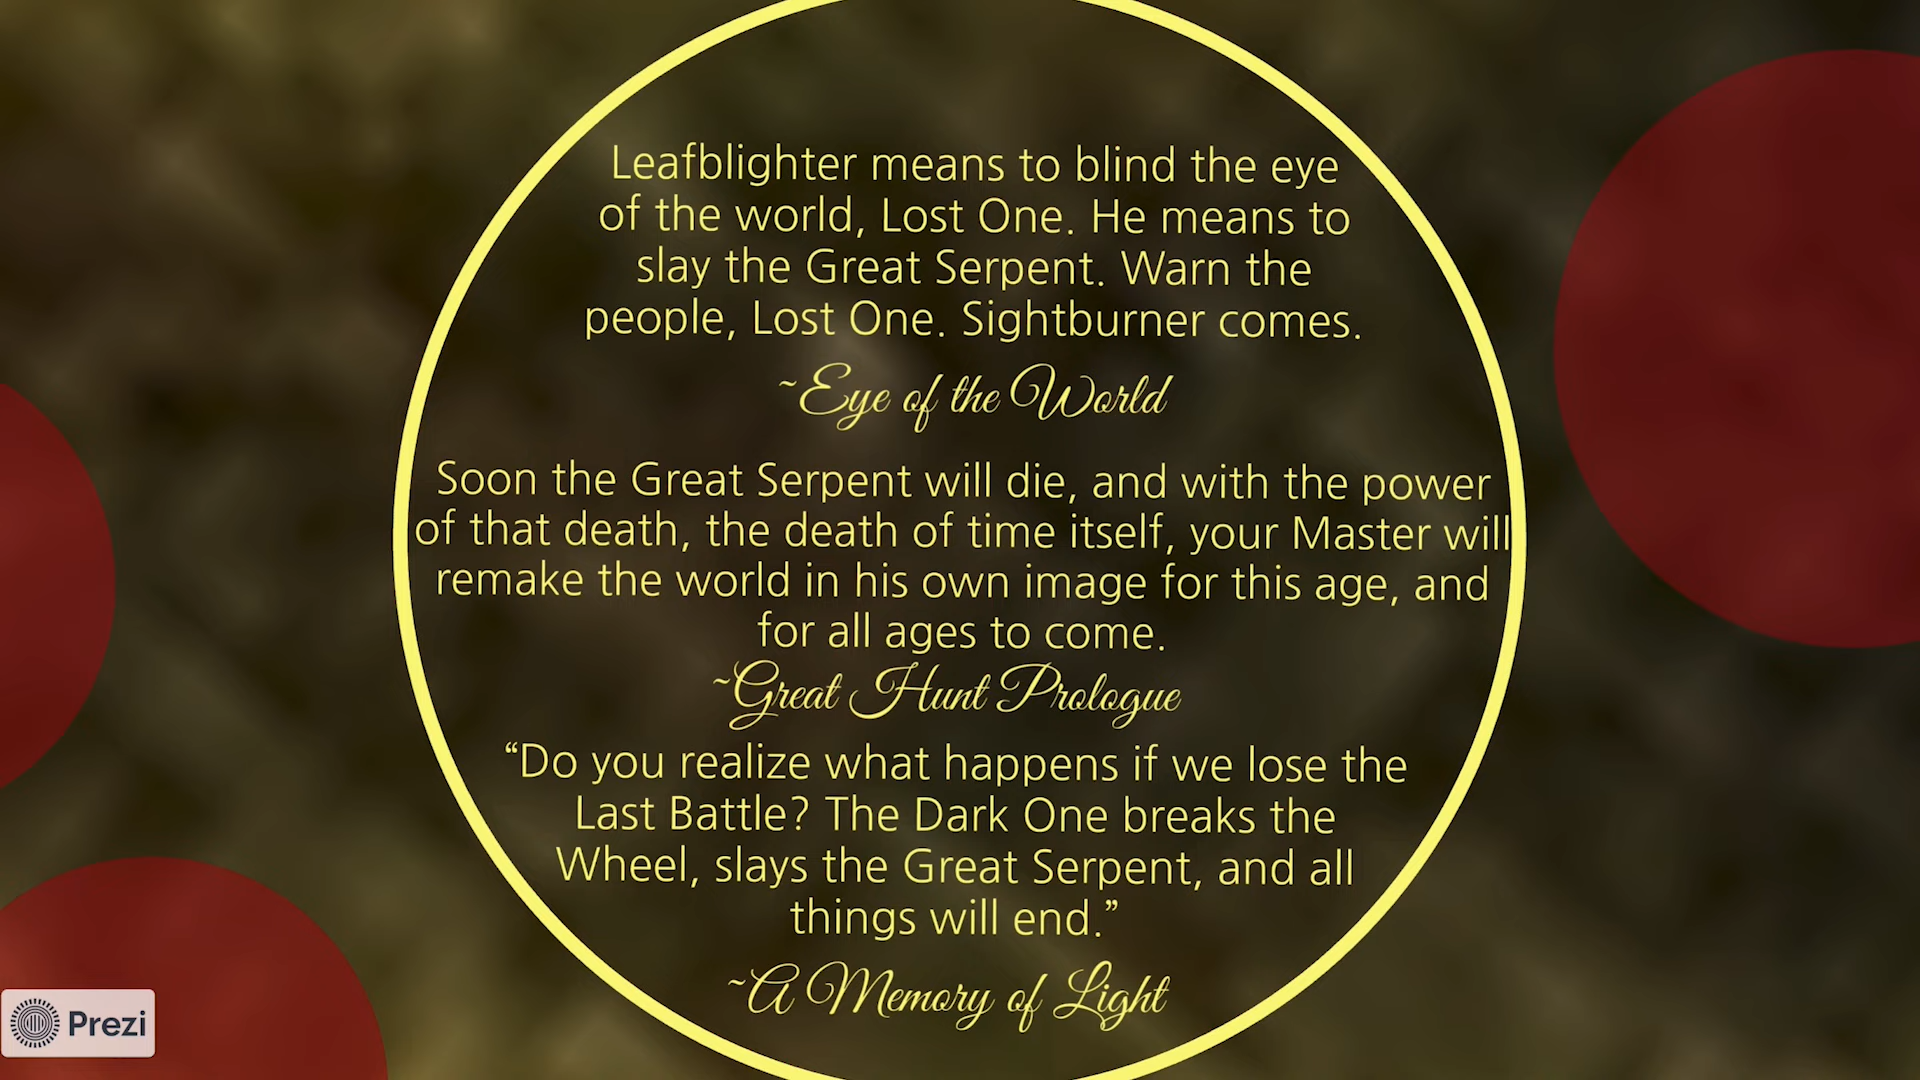 Leafblighter means to blind the eye
of the world, Lost One. He means to
slay the Great Serpent. Warn the
people, Lost One. Sightburner comes.
~Eye of the World
Soon the Great Serpent will die, and with the power
of that death, the death of time itself, your Master will
remake the world in his own image for this age, and
for all ages to come.
~Great Hunt Prologue
“Do you realize what happens if we lose the
Last Battle? The Dark One breaks the
Wheel, slays the Great Serpent, and all
things will end.”
~A Memory of Light
Prezi